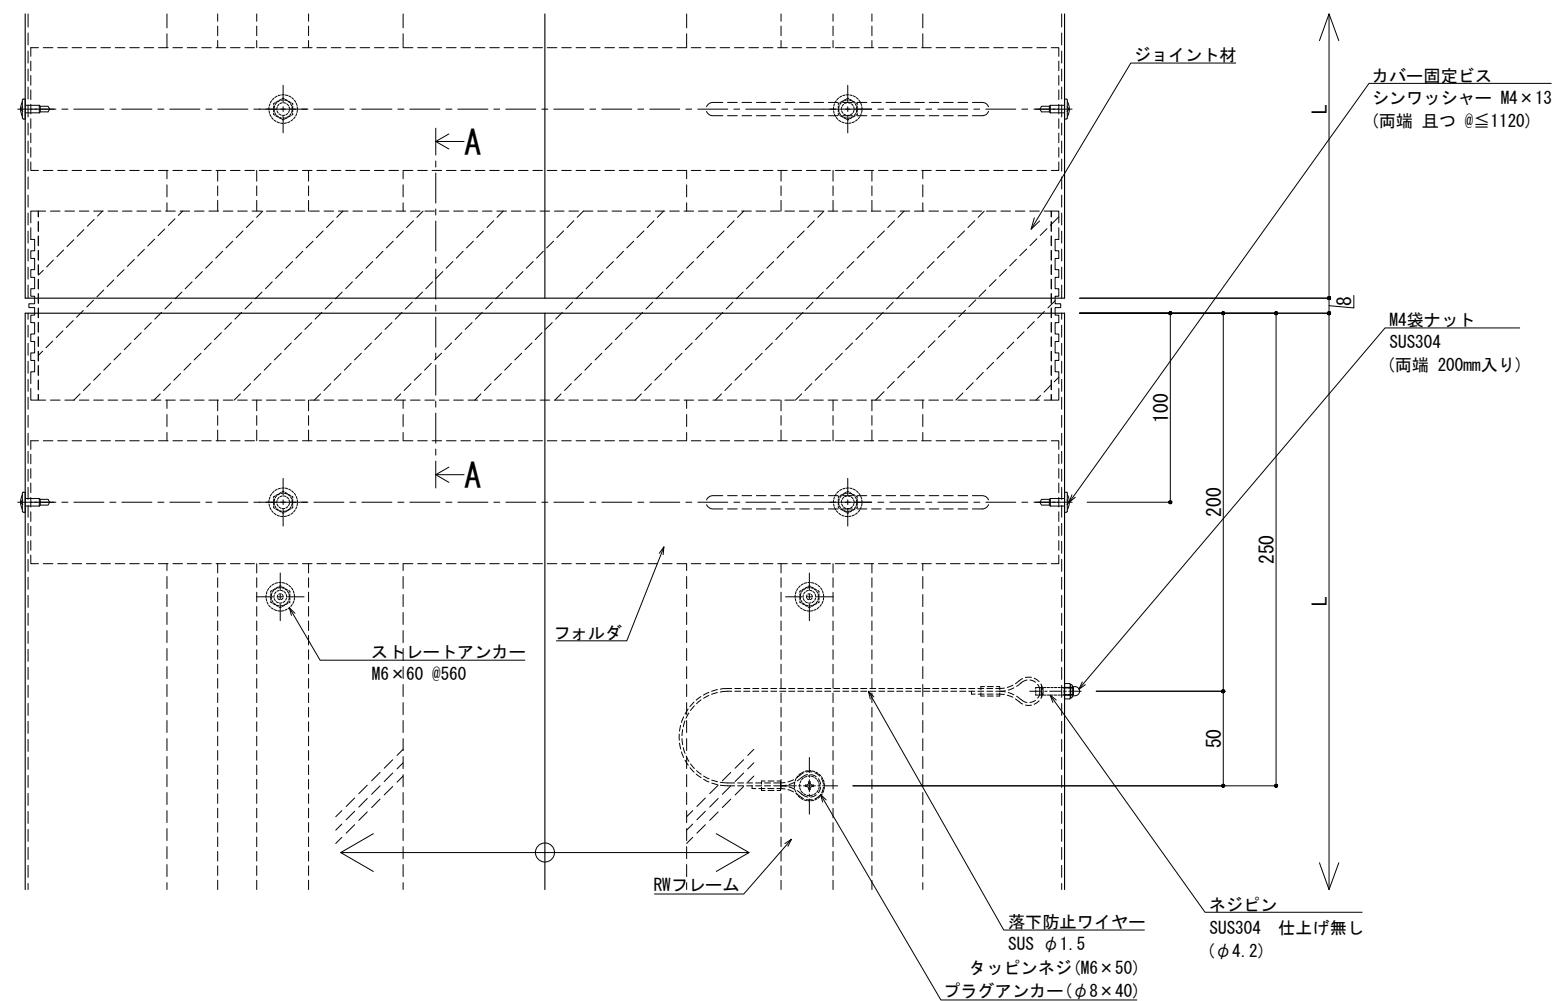 ジョイント材
カバー固定ビス
シンワッシャー M4×13
(両端 且つ @≦1120)
L
A
8
M4袋ナット
SUS304
(両端 200mm入り)
100
A
200
250
L
フォルダ
ストレートアンカー
M6×60 @560
50
RWフレーム
ネジピン
SUS304 仕上げ無し
(φ4.2)
落下防止ワイヤー
SUS φ1.5
タッピンネジ(M6×50)
プラグアンカー(φ8×40)